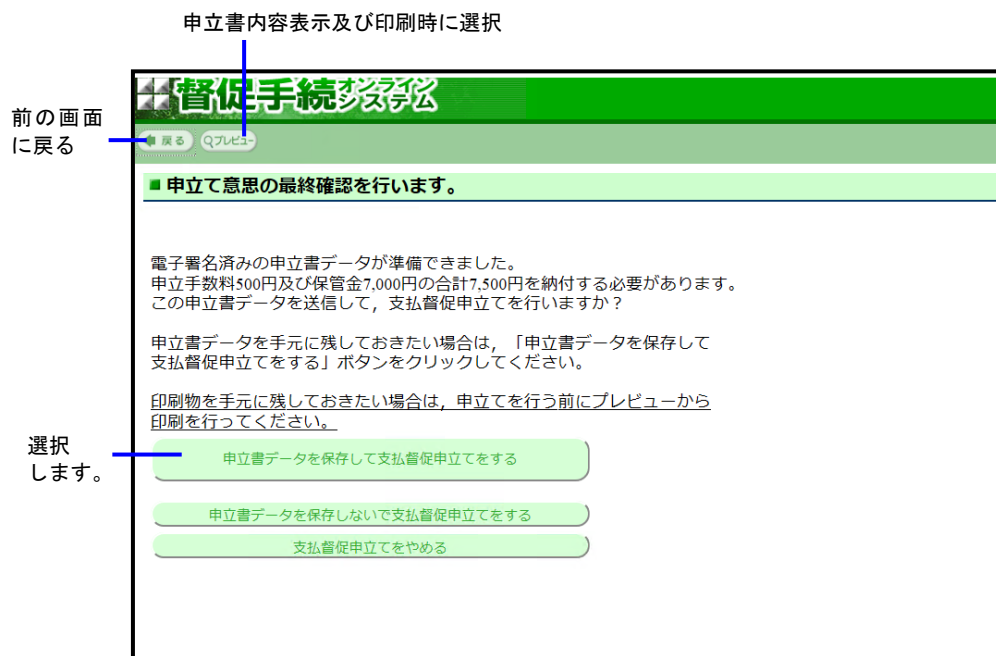 申立書内容表示及び印刷時に選択
督促手続オンラインシステム
前の画面
に戻る
戻る
プレビュー
申立て意思の最終確認を行います。
電子署名済みの申立書データが準備できました。
申立手数料500円及び保管金7,000円の合計7,500円を納付する必要があります。
この申立書データを送信して，支払督促申立てを行いますか？
申立書データを手元に残しておきたい場合は，「申立書データを保存して
支払督促申立てをする」ボタンをクリックしてください。
印刷物を手元に残しておきたい場合は，申立てを行う前にプレビューから
印刷を行ってください。
選択
します。
申立書データを保存して支払督促申立てをする
申立書データを保存しないで支払督促申立てをする
支払督促申立てをやめる